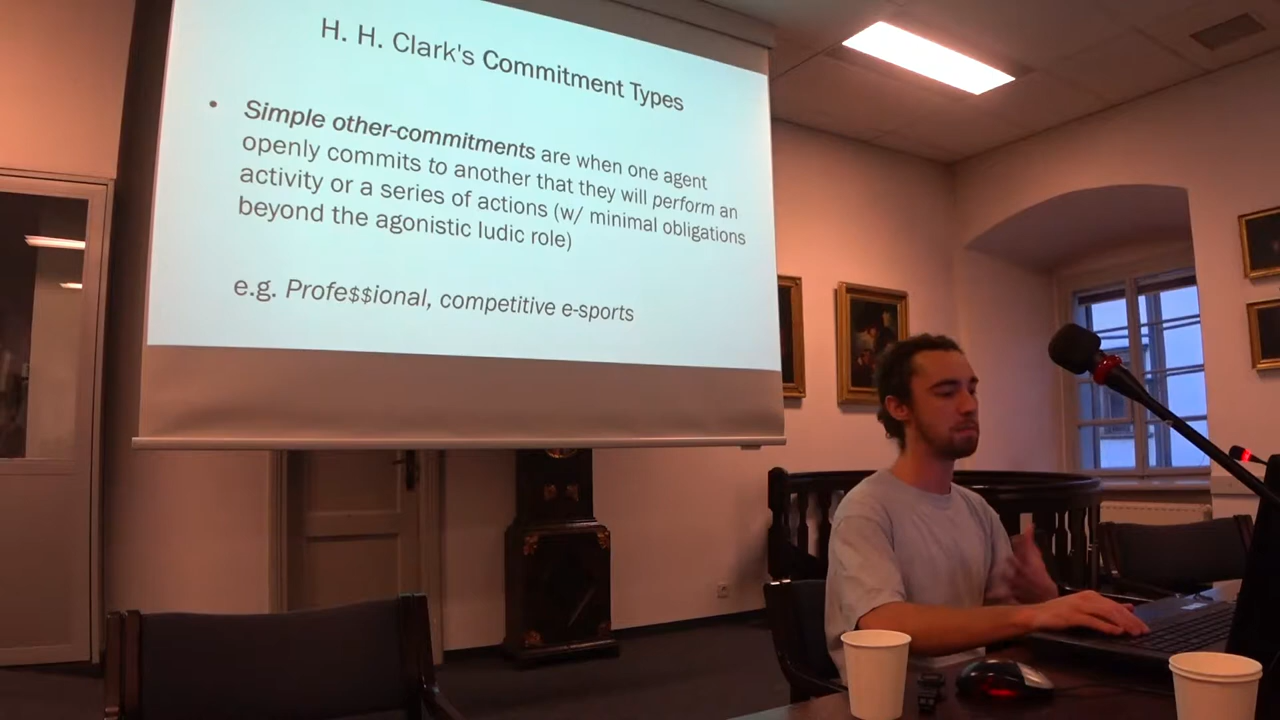 H. H. Clark's Commitment Types
• Simple other-commitments are when one agent
openly commits to another that they will perform an
activity or a series of actions (w/ minimal obligations
beyond the agonistic ludic role)
e.g. Profe$$ional, competitive e-sports